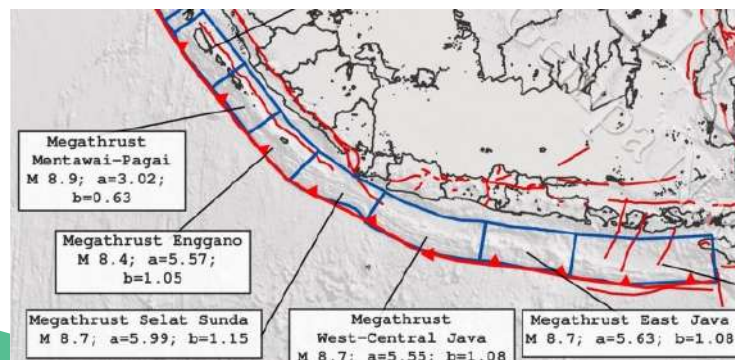 Megathrust
Mentawai-Pagai
M 8.9; a=3.02;
b=0.63
Megathrust Enggano
M 8.4; a=5.57;
b=1.05
Megathrust Selat Sunda
M 8.7; a=5.99; b=1.15
Megathrust
West-Central Java
M 8.7; a=5.55; b=1.08
Megathrust East Java
M 8.7; a=5.63; b=1.08